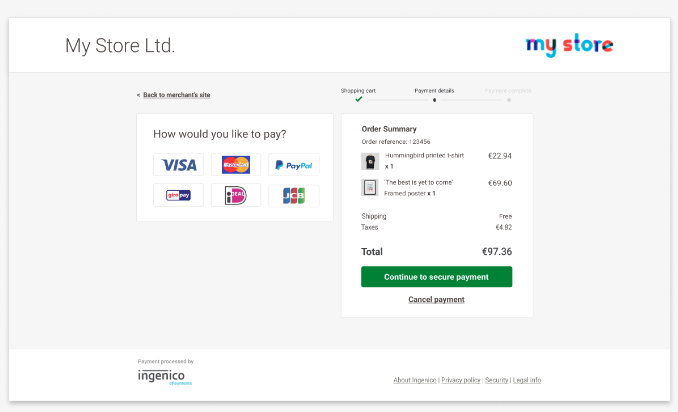 My Store Ltd.
my store
< Back to merchant's site
Shopping cart
Payment details
Payment complete
How would you like to pay?
VISA
MasterCard
PayPal
giropay
iDEAL
JCB
Order Summary
Order reference: 123456
Hummingbird printed t-shirt
x 1
€22.94
'The best is yet to come'
Framed poster x 1
€69.60
Shipping
Free
Taxes
€4.82
Total
€97.36
Continue to secure payment
Cancel payment
Payment processed by
ingenico
ePayments
About Ingenico | Privacy policy | Security | Legal info